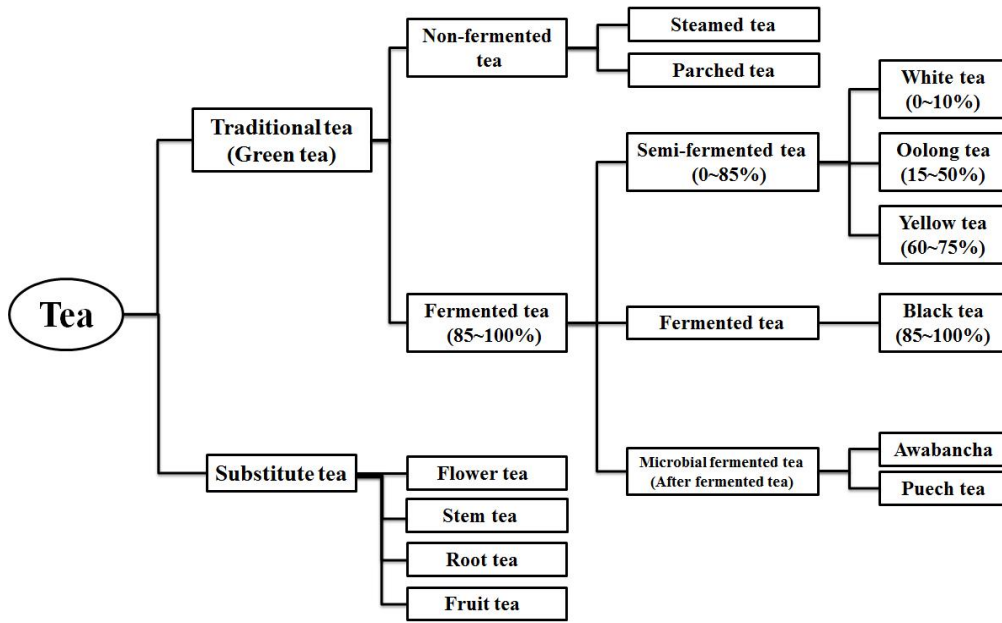 Tea
Traditional tea
(Green tea)
Substitute tea
Non-fermented
tea
Fermented tea
(85~100%)
Flower tea
Stem tea
Root tea
Fruit tea
Steamed tea
Parched tea
Semi-fermented tea
(0~85%)
Fermented tea
Microbial fermented tea
(After fermented tea)
White tea
(0~10%)
Oolong tea
(15~50%)
Yellow tea
(60~75%)
Black tea
(85~100%)
Awabancha
Puech tea